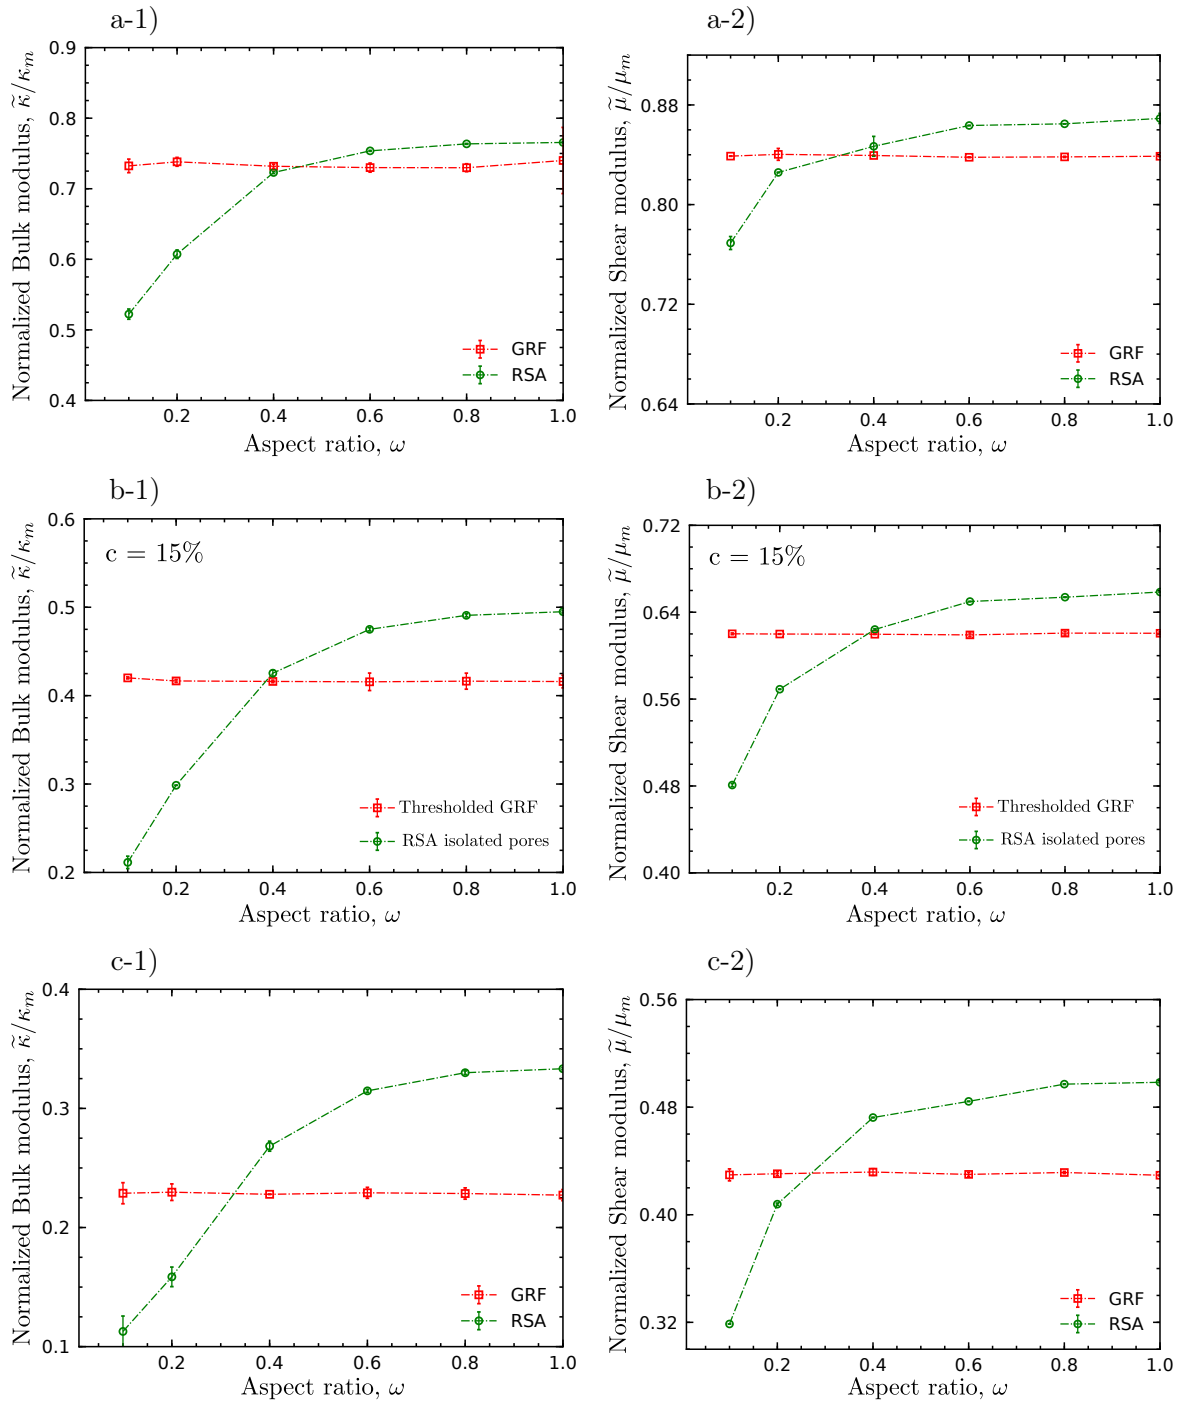 a-1)
Normalized Bulk modulus, κ̃/κₘ
0.9
0.8
0.7
0.6
0.5
0.4
0.2 0.4 0.6 0.8 1.0
Aspect ratio, ω
GRF
RSA
a-2)
Normalized Shear modulus, μ̃/μₘ
0.88
0.80
0.72
0.64
0.2 0.4 0.6 0.8 1.0
Aspect ratio, ω
GRF
RSA
b-1)
Normalized Bulk modulus, κ̃/κₘ
c = 15%
0.6
0.5
0.4
0.3
0.2
0.2 0.4 0.6 0.8 1.0
Aspect ratio, ω
Thresholded GRF
RSA isolated pores
b-2)
Normalized Shear modulus, μ̃/μₘ
c = 15%
0.72
0.64
0.56
0.48
0.40
0.2 0.4 0.6 0.8 1.0
Aspect ratio, ω
Thresholded GRF
RSA isolated pores
c-1)
Normalized Bulk modulus, κ̃/κₘ
0.4
0.3
0.2
0.1
0.2 0.4 0.6 0.8 1.0
Aspect ratio, ω
GRF
RSA
c-2)
Normalized Shear modulus, μ̃/μₘ
0.56
0.48
0.40
0.32
0.2 0.4 0.6 0.8 1.0
Aspect ratio, ω
GRF
RSA